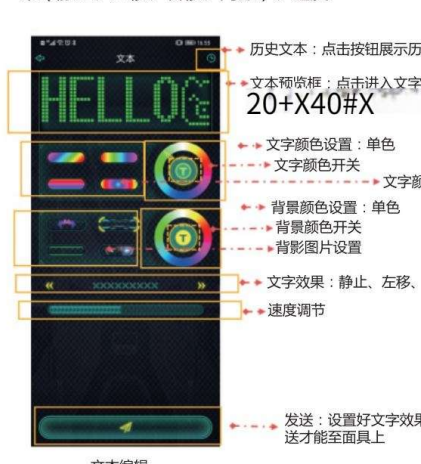 16:55
文本
历史文本：点击按钮展示历
HELLO
文本预览框：点击进入文字
20+X40#X
文字颜色设置：单色
文字颜色开关
文字颜
T
背景颜色设置：单色
背景颜色开关
背影图片设置
T
文字效果：静止、左移、
XXXXXXXXX
速度调节
发送：设置好文字效果
送才能至面具上